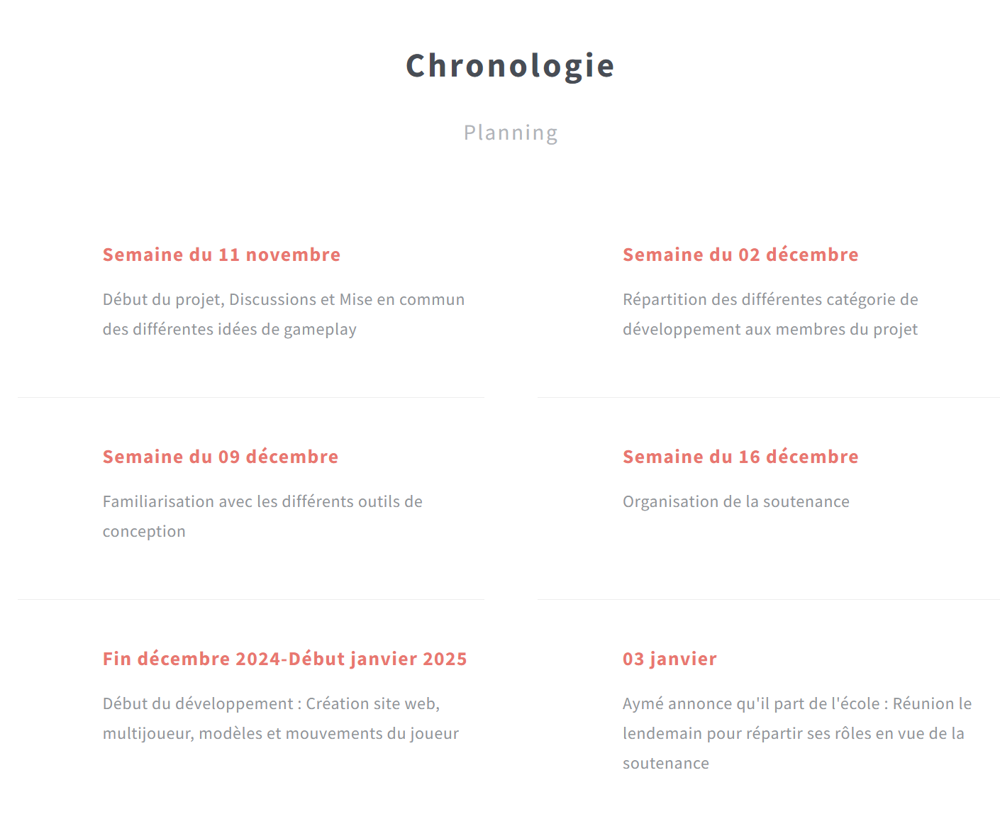 Chronologie
Planning
Semaine du 11 novembre
Début du projet, Discussions et Mise en commun
des différentes idées de gameplay
Semaine du 02 décembre
Répartition des différentes catégorie de
développement aux membres du projet
Semaine du 09 décembre
Familiarisation avec les différents outils de
conception
Semaine du 16 décembre
Organisation de la soutenance
Fin décembre 2024-Début janvier 2025
Début du développement : Création site web,
multijoueur, modèles et mouvements du joueur
03 janvier
Aymé annonce qu'il part de l'école : Réunion le
lendemain pour répartir ses rôles en vue de la
soutenance